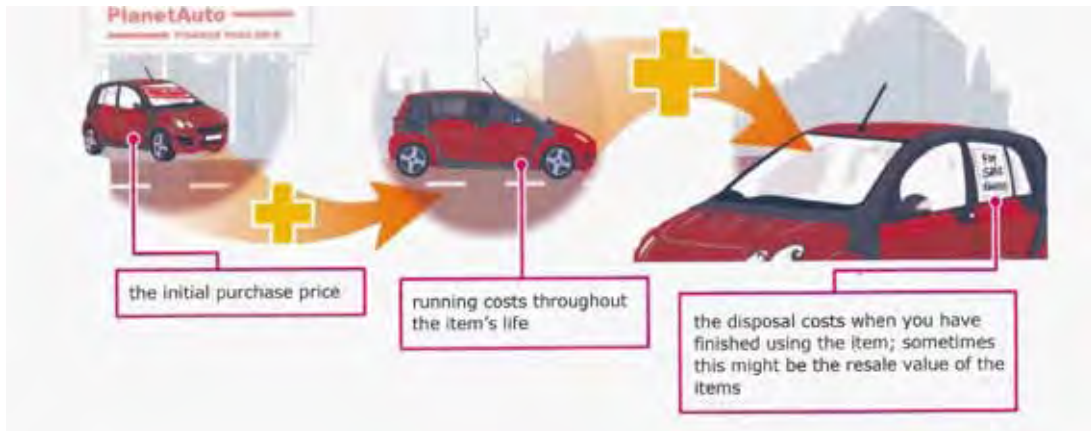 PlanetAuto
the initial purchase price
running costs throughout
the item's life
For
Sale
the disposal costs when you have
finished using the item; sometimes
this might be the resale value of the
items